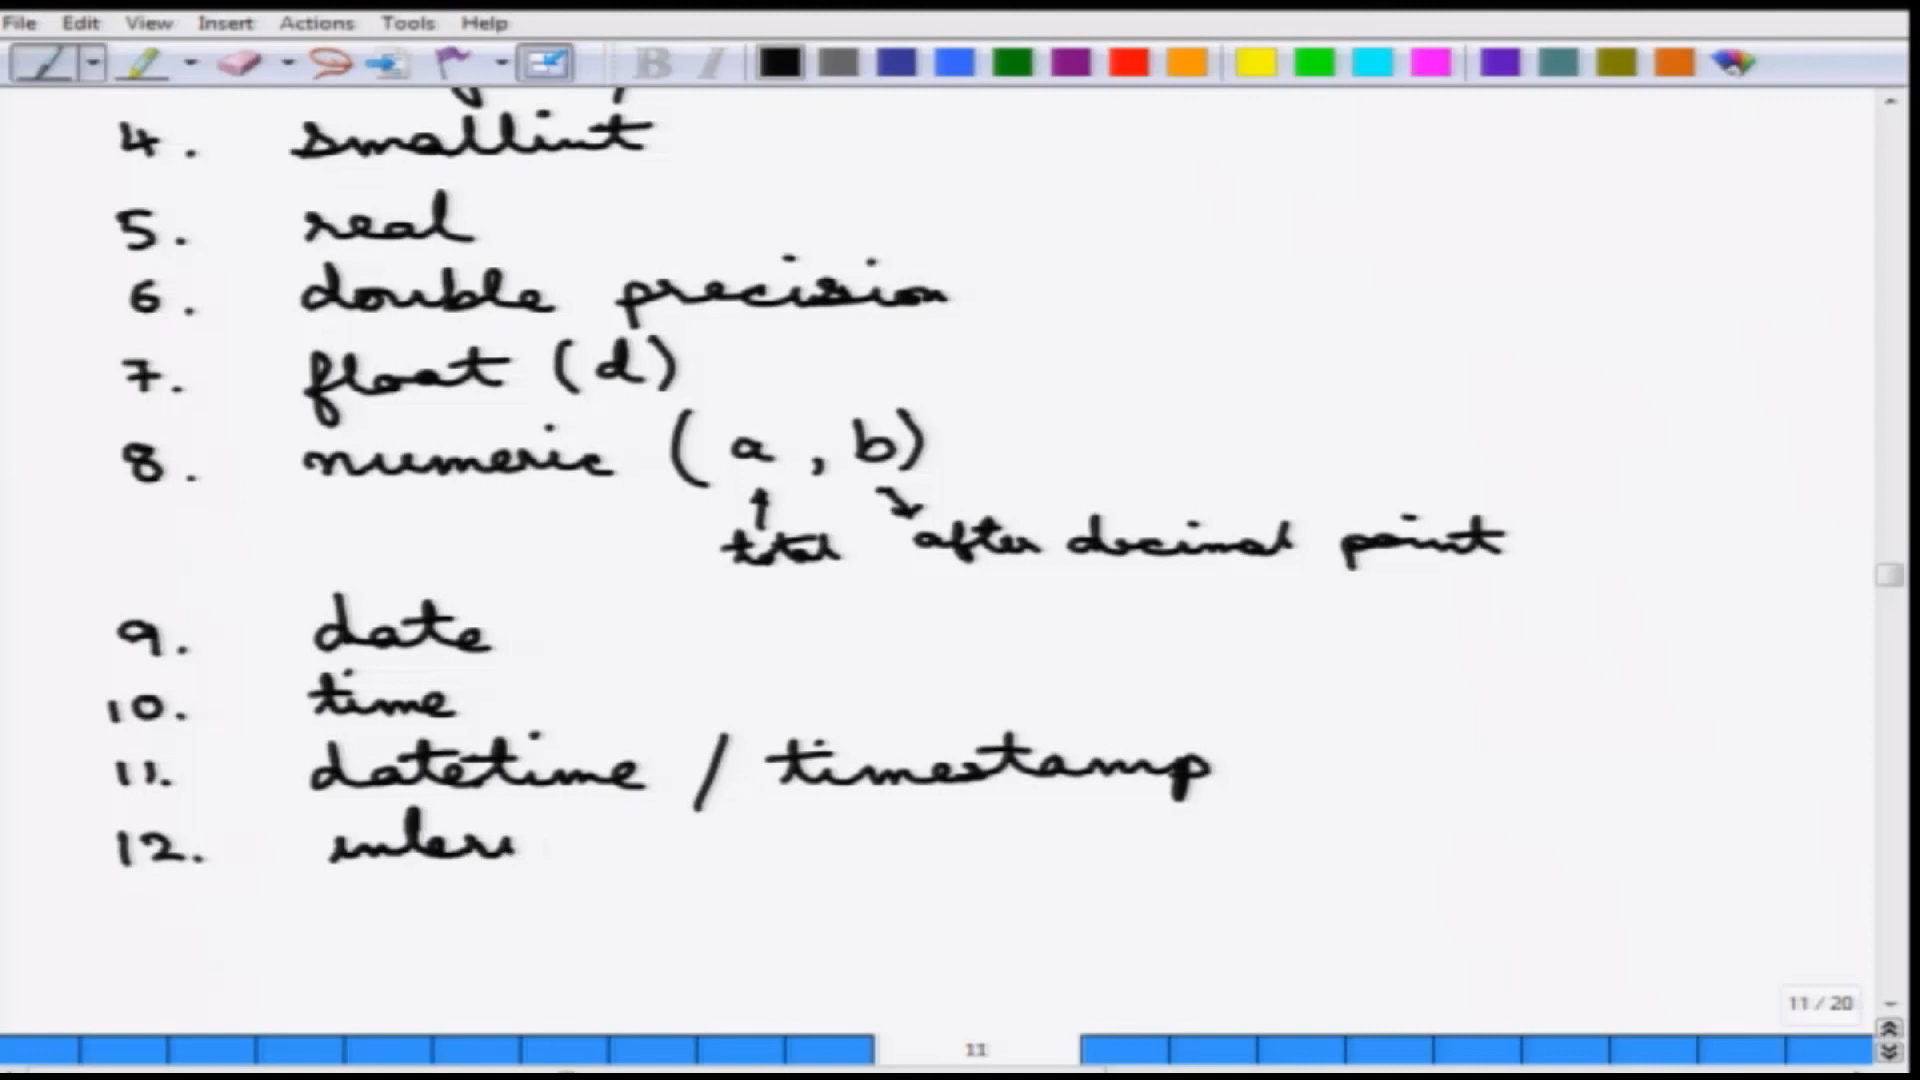 File Edit View Insert Actions Tools Help
B I
4. smallint
5. real
6. double precision
7. float (d)
8. numeric (a, b)
total after decimal point
9. date
10. time
11. datetime / timestamp
12.
11 / 20
11